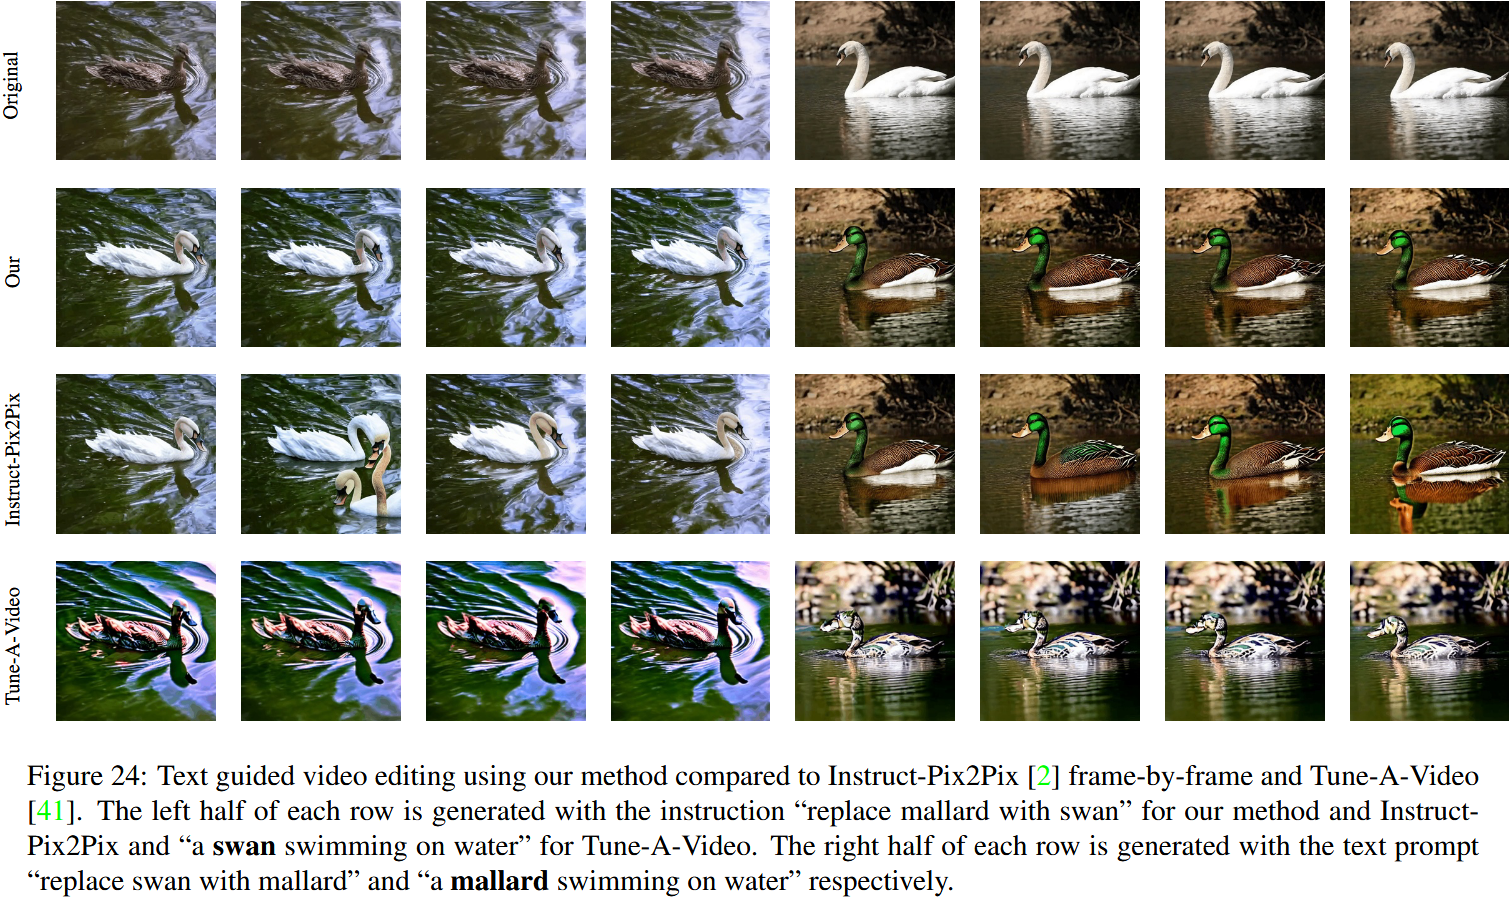 Original
Our
Instruct-Pix2Pix
Tune-A-Video
Figure 24: Text guided video editing using our method compared to Instruct-Pix2Pix [2] frame-by-frame and Tune-A-Video
[41]. The left half of each row is generated with the instruction “replace mallard with swan” for our method and Instruct-
Pix2Pix and “a swan swimming on water” for Tune-A-Video. The right half of each row is generated with the text prompt
“replace swan with mallard” and “a mallard swimming on water” respectively.